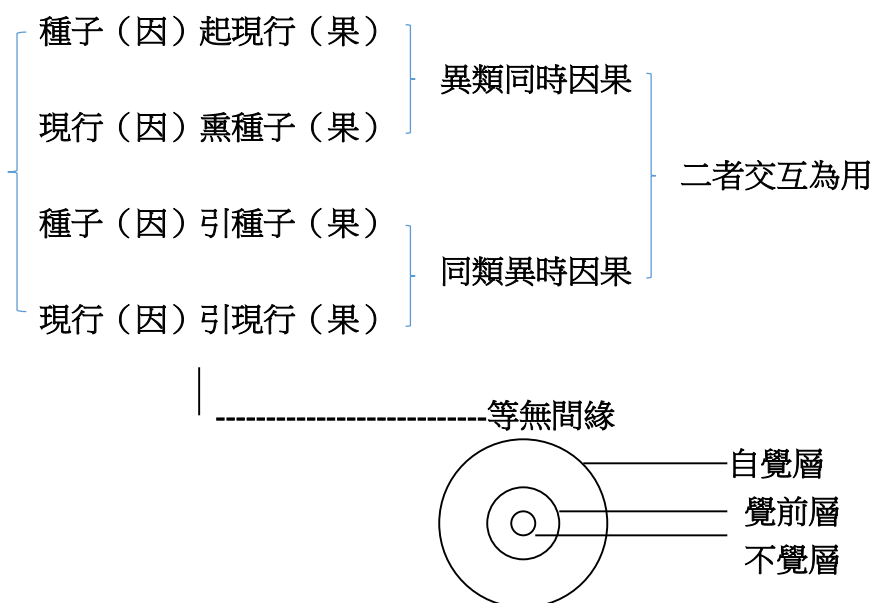 種子（因）起現行（果）
異類同時因果
現行（因）熏種子（果）
二者交互為用
種子（因）引種子（果）
同類異時因果
現行（因）引現行（果）
---------------------------等無間緣
自覺層
覺前層
不覺層